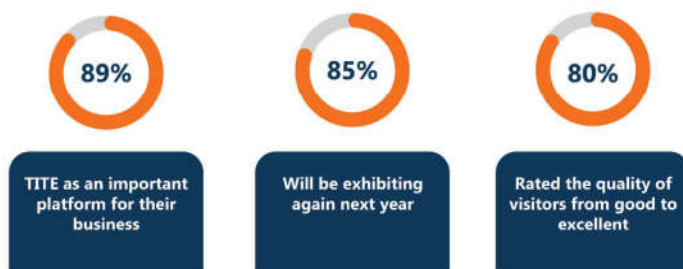 89%
85%
80%
TITE as an important
platform for their
business
Will be exhibiting
again next year
Rated the quality of
visitors from good to
excellent